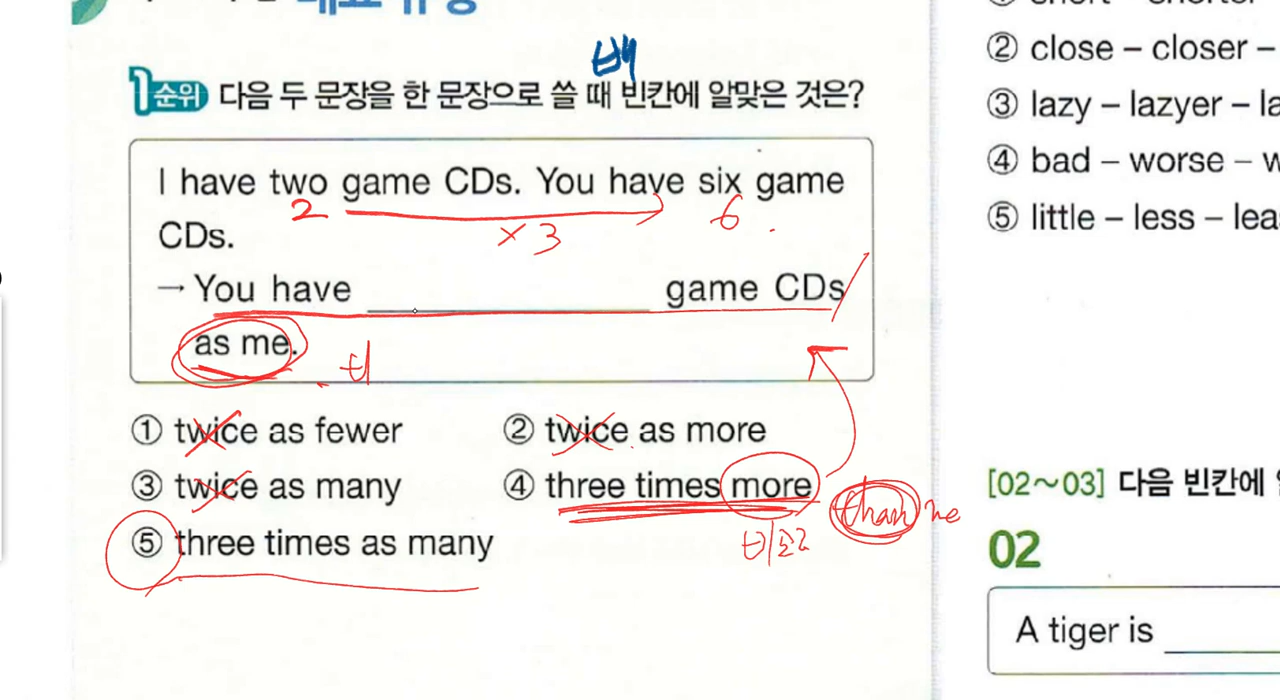 배
1순위 다음 두 문장을 한 문장으로 쓸 때 빈칸에 알맞은 것은?
I have two game CDs. You have six game
2 ×3 6
CDs.
→ You have ____________ game CDs
as me.
① twice as fewer ② twice as more
③ twice as many ④ three times more
than me
비교
⑤ three times as many
② close – closer –
③ lazy – lazyer – la
④ bad – worse – w
⑤ little – less – lea
[02~03] 다음 빈칸에
02
A tiger is ______